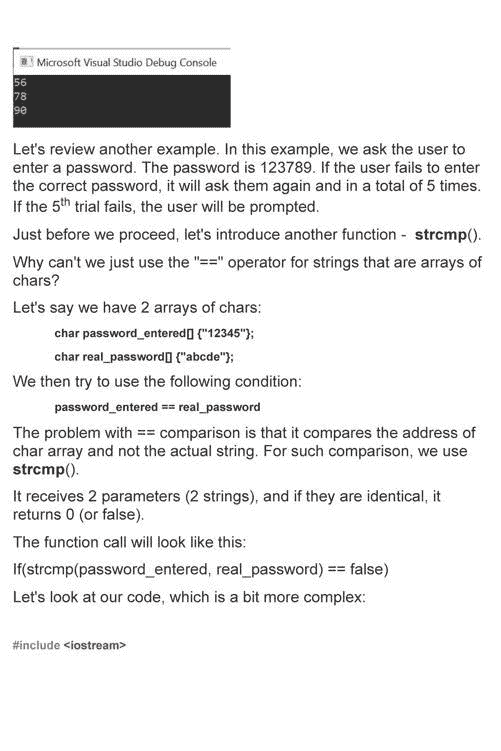 Microsoft Visual Studio Debug Console
56
78
90
Let's review another example. In this example, we ask the user to
enter a password. The password is 123789. If the user fails to enter
the correct password, it will ask them again and in a total of 5 times.
If the 5th trial fails, the user will be prompted.
Just before we proceed, let's introduce another function - strcmp().
Why can't we just use the "==" operator for strings that are arrays of
chars?
Let's say we have 2 arrays of chars:
char password_entered[] {"12345"};
char real_password[] {"abcde"};
We then try to use the following condition:
password_entered == real_password
The problem with == comparison is that it compares the address of
char array and not the actual string. For such comparison, we use
strcmp().
It receives 2 parameters (2 strings), and if they are identical, it
returns 0 (or false).
The function call will look like this:
If(strcmp(password_entered, real_password) == false)
Let's look at our code, which is a bit more complex:
#include <iostream>